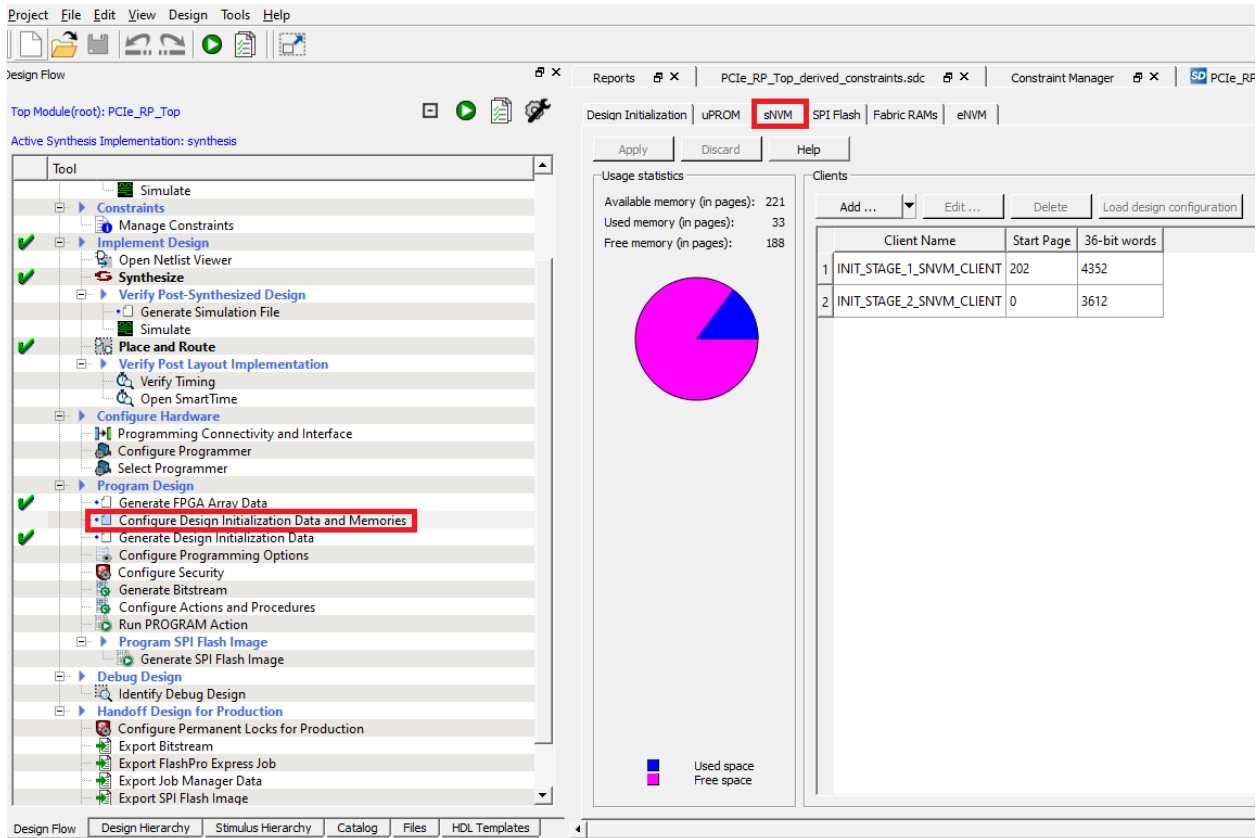 Project File Edit View Design Tools Help
Design Flow
Top Module(root): PCIe_RP_Top
Active Synthesis Implementation: synthesis
Tool
Simulate
Constraints
Manage Constraints
Implement Design
Open Netlist Viewer
Synthesize
Verify Post-Synthesized Design
Generate Simulation File
Simulate
Place and Route
Verify Post Layout Implementation
Verify Timing
Open SmartTime
Configure Hardware
Programming Connectivity and Interface
Configure Programmer
Select Programmer
Program Design
Generate FPGA Array Data
Configure Design Initialization Data and Memories
Generate Design Initialization Data
Configure Programming Options
Configure Security
Generate Bitstream
Configure Actions and Procedures
Run PROGRAM Action
Program SPI Flash Image
Generate SPI Flash Image
Debug Design
Identify Debug Design
Handoff Design for Production
Configure Permanent Locks for Production
Export Bitstream
Export FlashPro Express Job
Export Job Manager Data
Export SPI Flash Image
Design Flow Design Hierarchy Stimulus Hierarchy Catalog Files HDL Templates
Reports PCIe_RP_Top_derived_constraints.sdc Constraint Manager SD PCIe_RP
Design Initialization uPROM sNVM SPI Flash Fabric RAMs eNVM
Apply Discard Help
Usage statistics
Available memory (in pages): 221
Used memory (in pages): 33
Free memory (in pages): 188
Used space
Free space
Clients
Add ... Edit ... Delete Load design configuration
Client Name Start Page 36-bit words
1 INIT_STAGE_1_SNVM_CLIENT 202 4352
2 INIT_STAGE_2_SNVM_CLIENT 0 3612